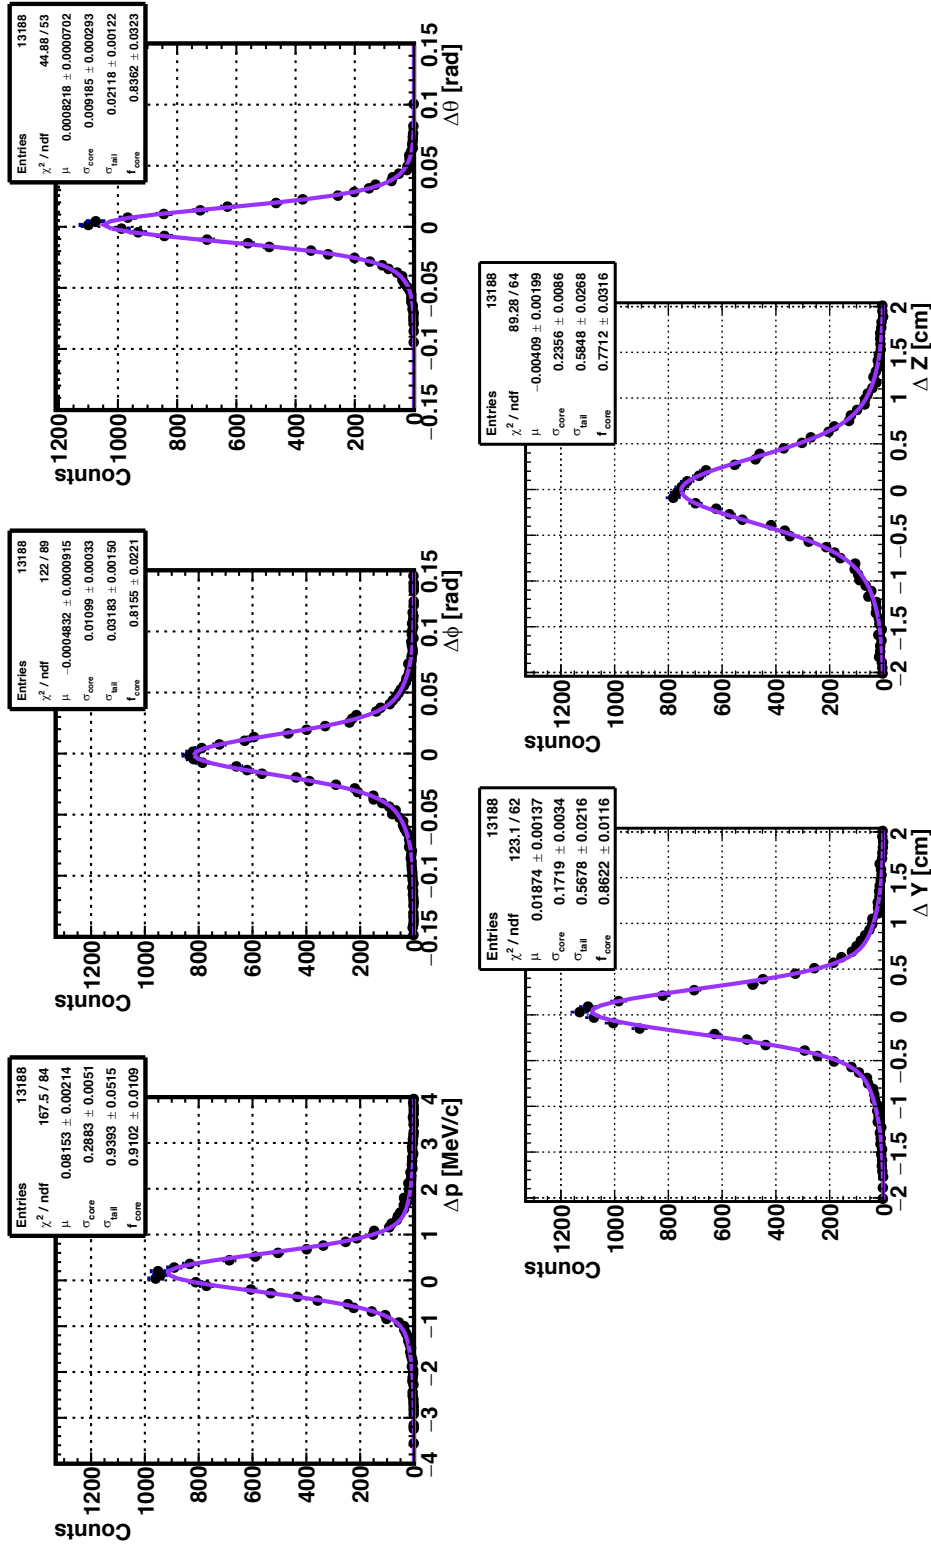 Entries 13188
χ² / ndf 167.5 / 84
μ 0.08153 ± 0.00214
σcore 0.2883 ± 0.0051
σtail 0.9393 ± 0.0515
fcore 0.9102 ± 0.0109
Counts
1200
1000
800
600
400
200
0
−4 −3 −2 −1 0 1 2 3 4
Δp [MeV/c]
Entries 13188
χ² / ndf 122 / 89
μ -0.0004832 ± 0.0000915
σcore 0.01099 ± 0.00033
σtail 0.03183 ± 0.00150
fcore 0.8155 ± 0.0221
Counts
1200
1000
800
600
400
200
0
−0.15 −0.1 −0.05 0 0.05 0.1 0.15
Δϕ [rad]
Entries 13188
χ² / ndf 44.88 / 53
μ 0.0008218 ± 0.0000702
σcore 0.009185 ± 0.000293
σtail 0.02118 ± 0.00122
fcore 0.8362 ± 0.0323
Counts
1200
1000
800
600
400
200
0
−0.15 −0.1 −0.05 0 0.05 0.1 0.15
Δθ [rad]
Entries 13188
χ² / ndf 123.1 / 62
μ 0.01874 ± 0.00137
σcore 0.1719 ± 0.0034
σtail 0.5678 ± 0.0216
fcore 0.8622 ± 0.0116
Counts
1200
1000
800
600
400
200
0
−2 −1.5 −1 −0.5 0 0.5 1 1.5 2
Δ Y [cm]
Entries 13188
χ² / ndf 89.28 / 64
μ −0.00409 ± 0.00199
σcore 0.2356 ± 0.0086
σtail 0.5848 ± 0.0268
fcore 0.7712 ± 0.0316
Counts
1200
1000
800
600
400
200
0
−2 −1.5 −1 −0.5 0 0.5 1 1.5 2
Δ Z [cm]